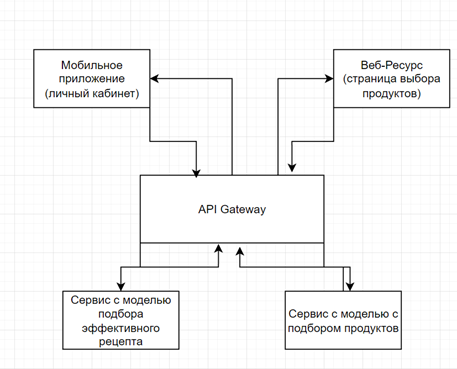 Мобильное
приложение
(личный кабинет)
Веб-Ресурс
(страница выбора
продуктов)
API Gateway
Сервис с моделью
подбора
эффективного
рецепта
Сервис с моделью с
подбором продуктов